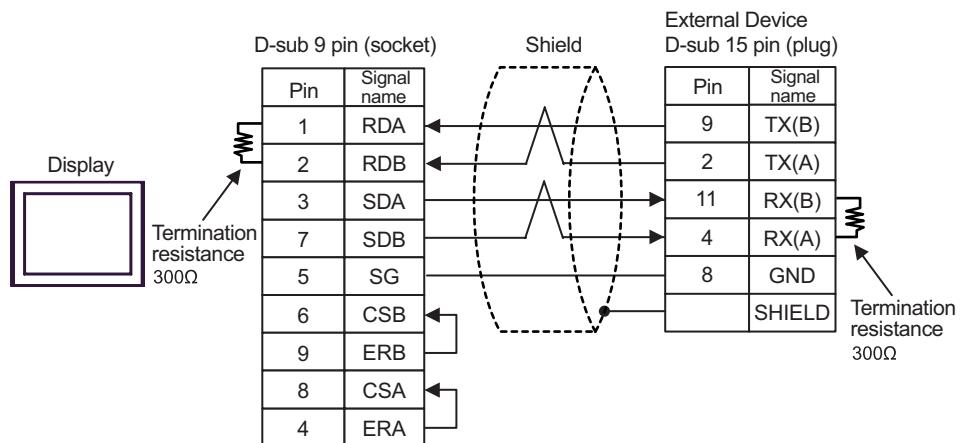 External Device
D-sub 9 pin (socket)
Shield
D-sub 15 pin (plug)
Pin
Signal
name
Pin
Signal
name
1
RDA
9
TX(B)
2
RDB
2
TX(A)
Display
3
SDA
11
RX(B)
7
SDB
4
RX(A)
Termination
resistance
300Ω
5
SG
8
GND
6
CSB
SHIELD
Termination
resistance
300Ω
9
ERB
8
CSA
4
ERA